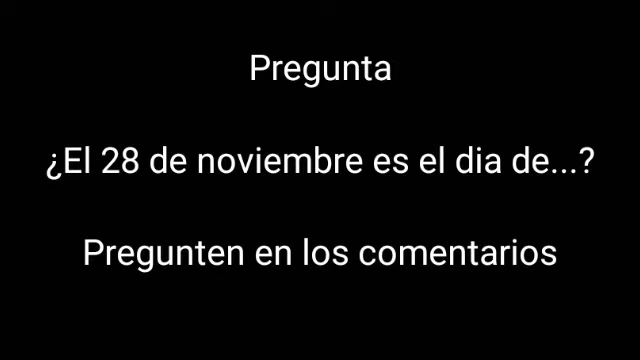 Pregunta
¿El 28 de noviembre es el dia de...?
Pregunten en los comentarios